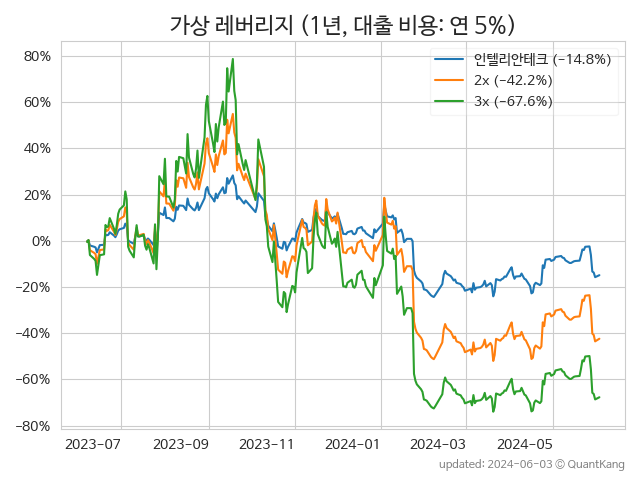 가상 레버리지 (1년, 대출 비용: 연 5%)
인텔리안테크 (−14.8%)
2x (−42.2%)
3x (−67.6%)
80%
60%
40%
20%
0%
−20%
−40%
−60%
−80%
2023-07 2023-09 2023-11 2024-01 2024-03 2024-05
updated: 2024-06-03 © QuantKang